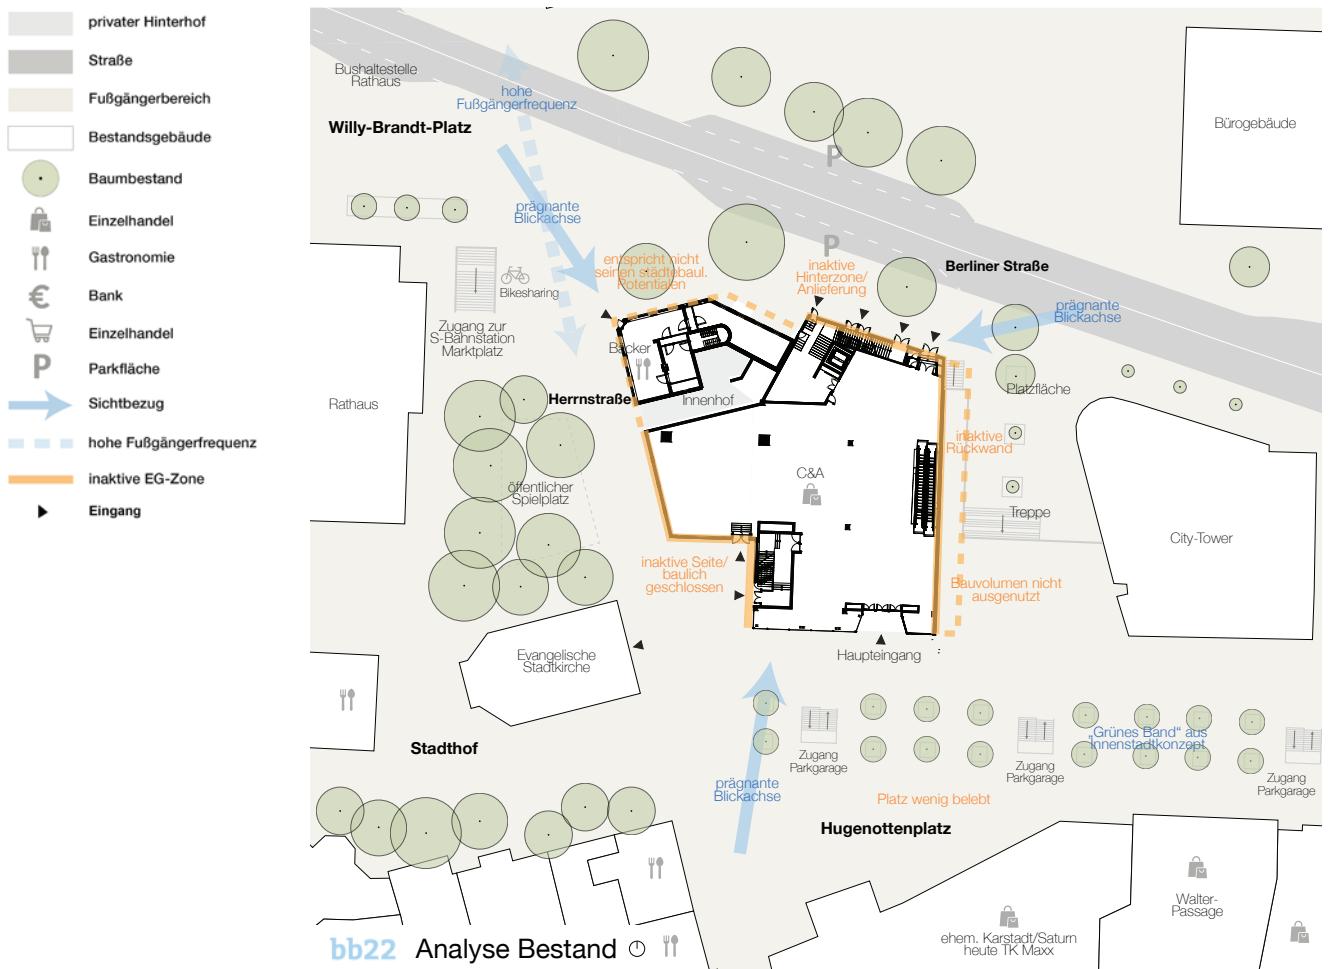 privater Hinterhof
Straße
Fußgängerbereich
Bestandsgebäude
Baumbestand
Einzelhandel
Gastronomie
€
Bank
Einzelhandel
P
Parkfläche
Sichtbezug
hohe Fußgängerfrequenz
inaktive EG-Zone
Eingang
Bushaltestelle
Rathaus
hohe
Fußgängerfrequenz
Willy-Brandt-Platz
P
Bürogebäude
prägnante
Blickachse
P
entspricht nicht
seinen städtebaul.
Potentialen
inaktive
Hinterzone/
Anlieferung
Berliner Straße
Bikesharing
prägnante
Blickachse
Zugang zur
S-Bahnstation
Marktplatz
Bäcker
Platzfläche
Rathaus
Herrnstraße
Innenhof
inaktive
Rückwand
C&A
öffentlicher
Spielplatz
Treppe
City-Tower
inaktive Seite/
baulich
geschlossen
Bauvolumen nicht
ausgenutzt
Evangelische
Stadtkirche
Haupteingang
Stadthof
Zugang
Parkgarage
Zugang
Parkgarage
„Grünes Band“ aus
Innenstadtkonzept
Zugang
Parkgarage
prägnante
Blickachse
Platz wenig belebt
Hugenottenplatz
Walter-
Passage
ehem. Karstadt/Saturn
heute TK Maxx
bb22 Analyse Bestand